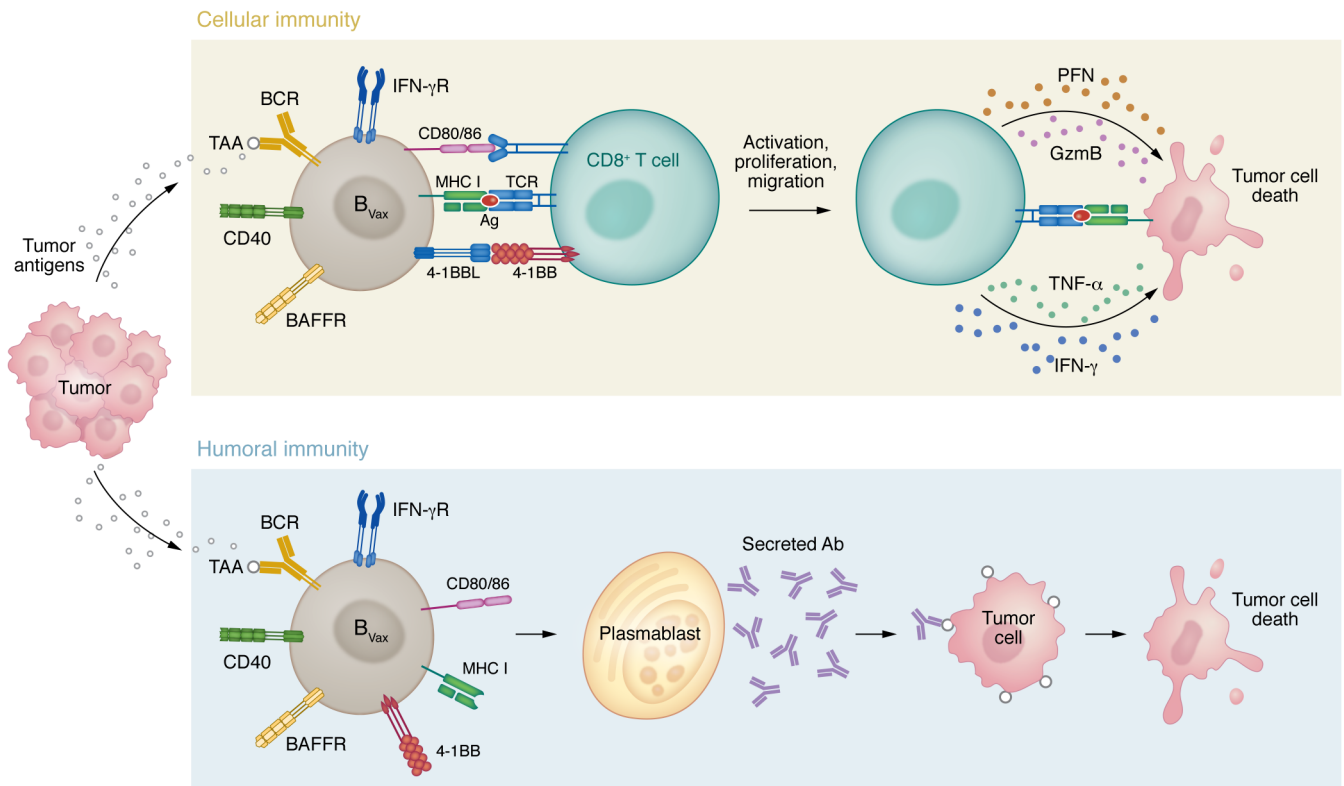 Cellular immunity
IFN-γR
BCR
TAA
CD80/86
CD8⁺ T cell
MHC I
TCR
Ag
B_Vax
CD40
4-1BBL
4-1BB
BAFFR
Tumor
antigens
Tumor
Activation,
proliferation,
migration
PFN
GzmB
Tumor cell
death
TNF-α
IFN-γ
Humoral immunity
IFN-γR
BCR
TAA
CD80/86
B_Vax
CD40
MHC I
BAFFR
4-1BB
Plasmablast
Secreted Ab
Tumor
cell
Tumor cell
death